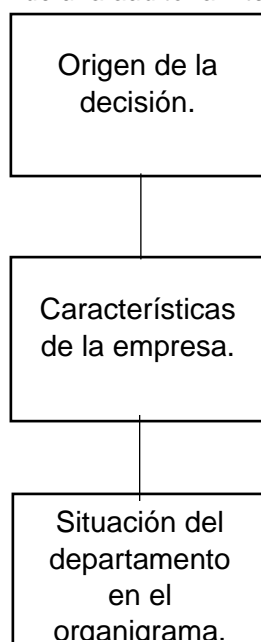 Origen de la
decisión.
Características
de la empresa.
Situación del
departamento
en el
organigrama.